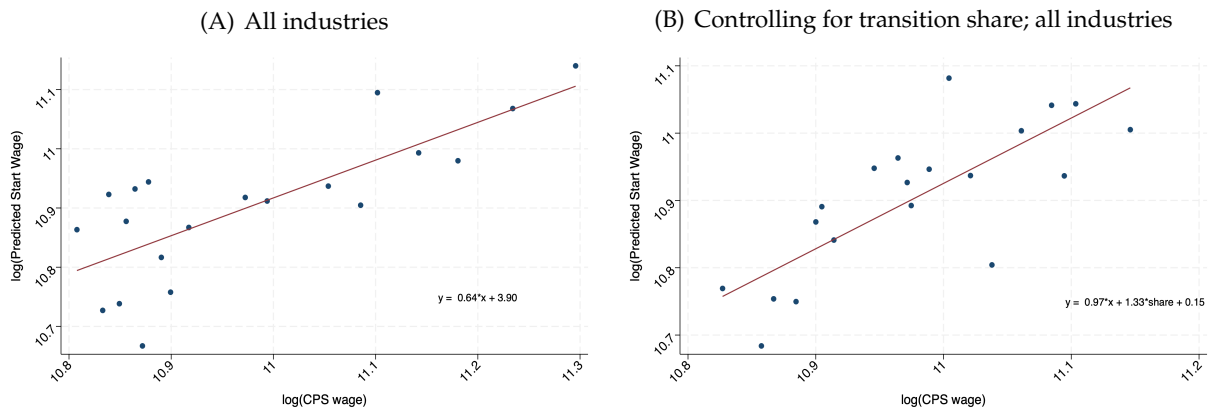 (A) All industries
log(Predicted Start Wage)
11.1
11
10.9
10.8
10.7
y = 0.64*x + 3.90
10.8 10.9 11 11.1 11.2 11.3
log(CPS wage)
(B) Controlling for transition share; all industries
log(Predicted Start Wage)
11.1
11
10.9
10.8
10.7
y = 0.97*x + 1.33*share + 0.15
10.8 10.9 11 11.1 11.2
log(CPS wage)